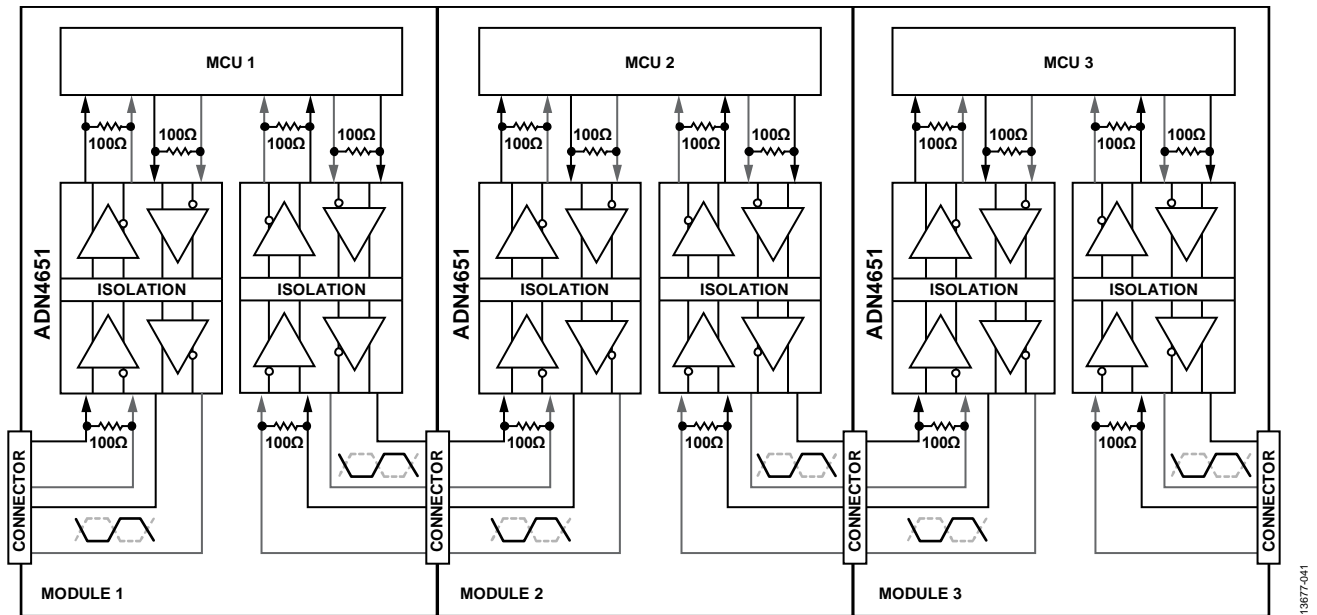 MCU 1
MCU 2
MCU 3
100Ω
100Ω
100Ω
100Ω
100Ω
100Ω
100Ω
100Ω
100Ω
100Ω
100Ω
100Ω
ADN4651
ISOLATION
ISOLATION
ADN4651
ISOLATION
ISOLATION
ADN4651
ISOLATION
ISOLATION
100Ω
100Ω
100Ω
100Ω
100Ω
100Ω
CONNECTOR
CONNECTOR
CONNECTOR
CONNECTOR
MODULE 1
MODULE 2
MODULE 3
13677-041